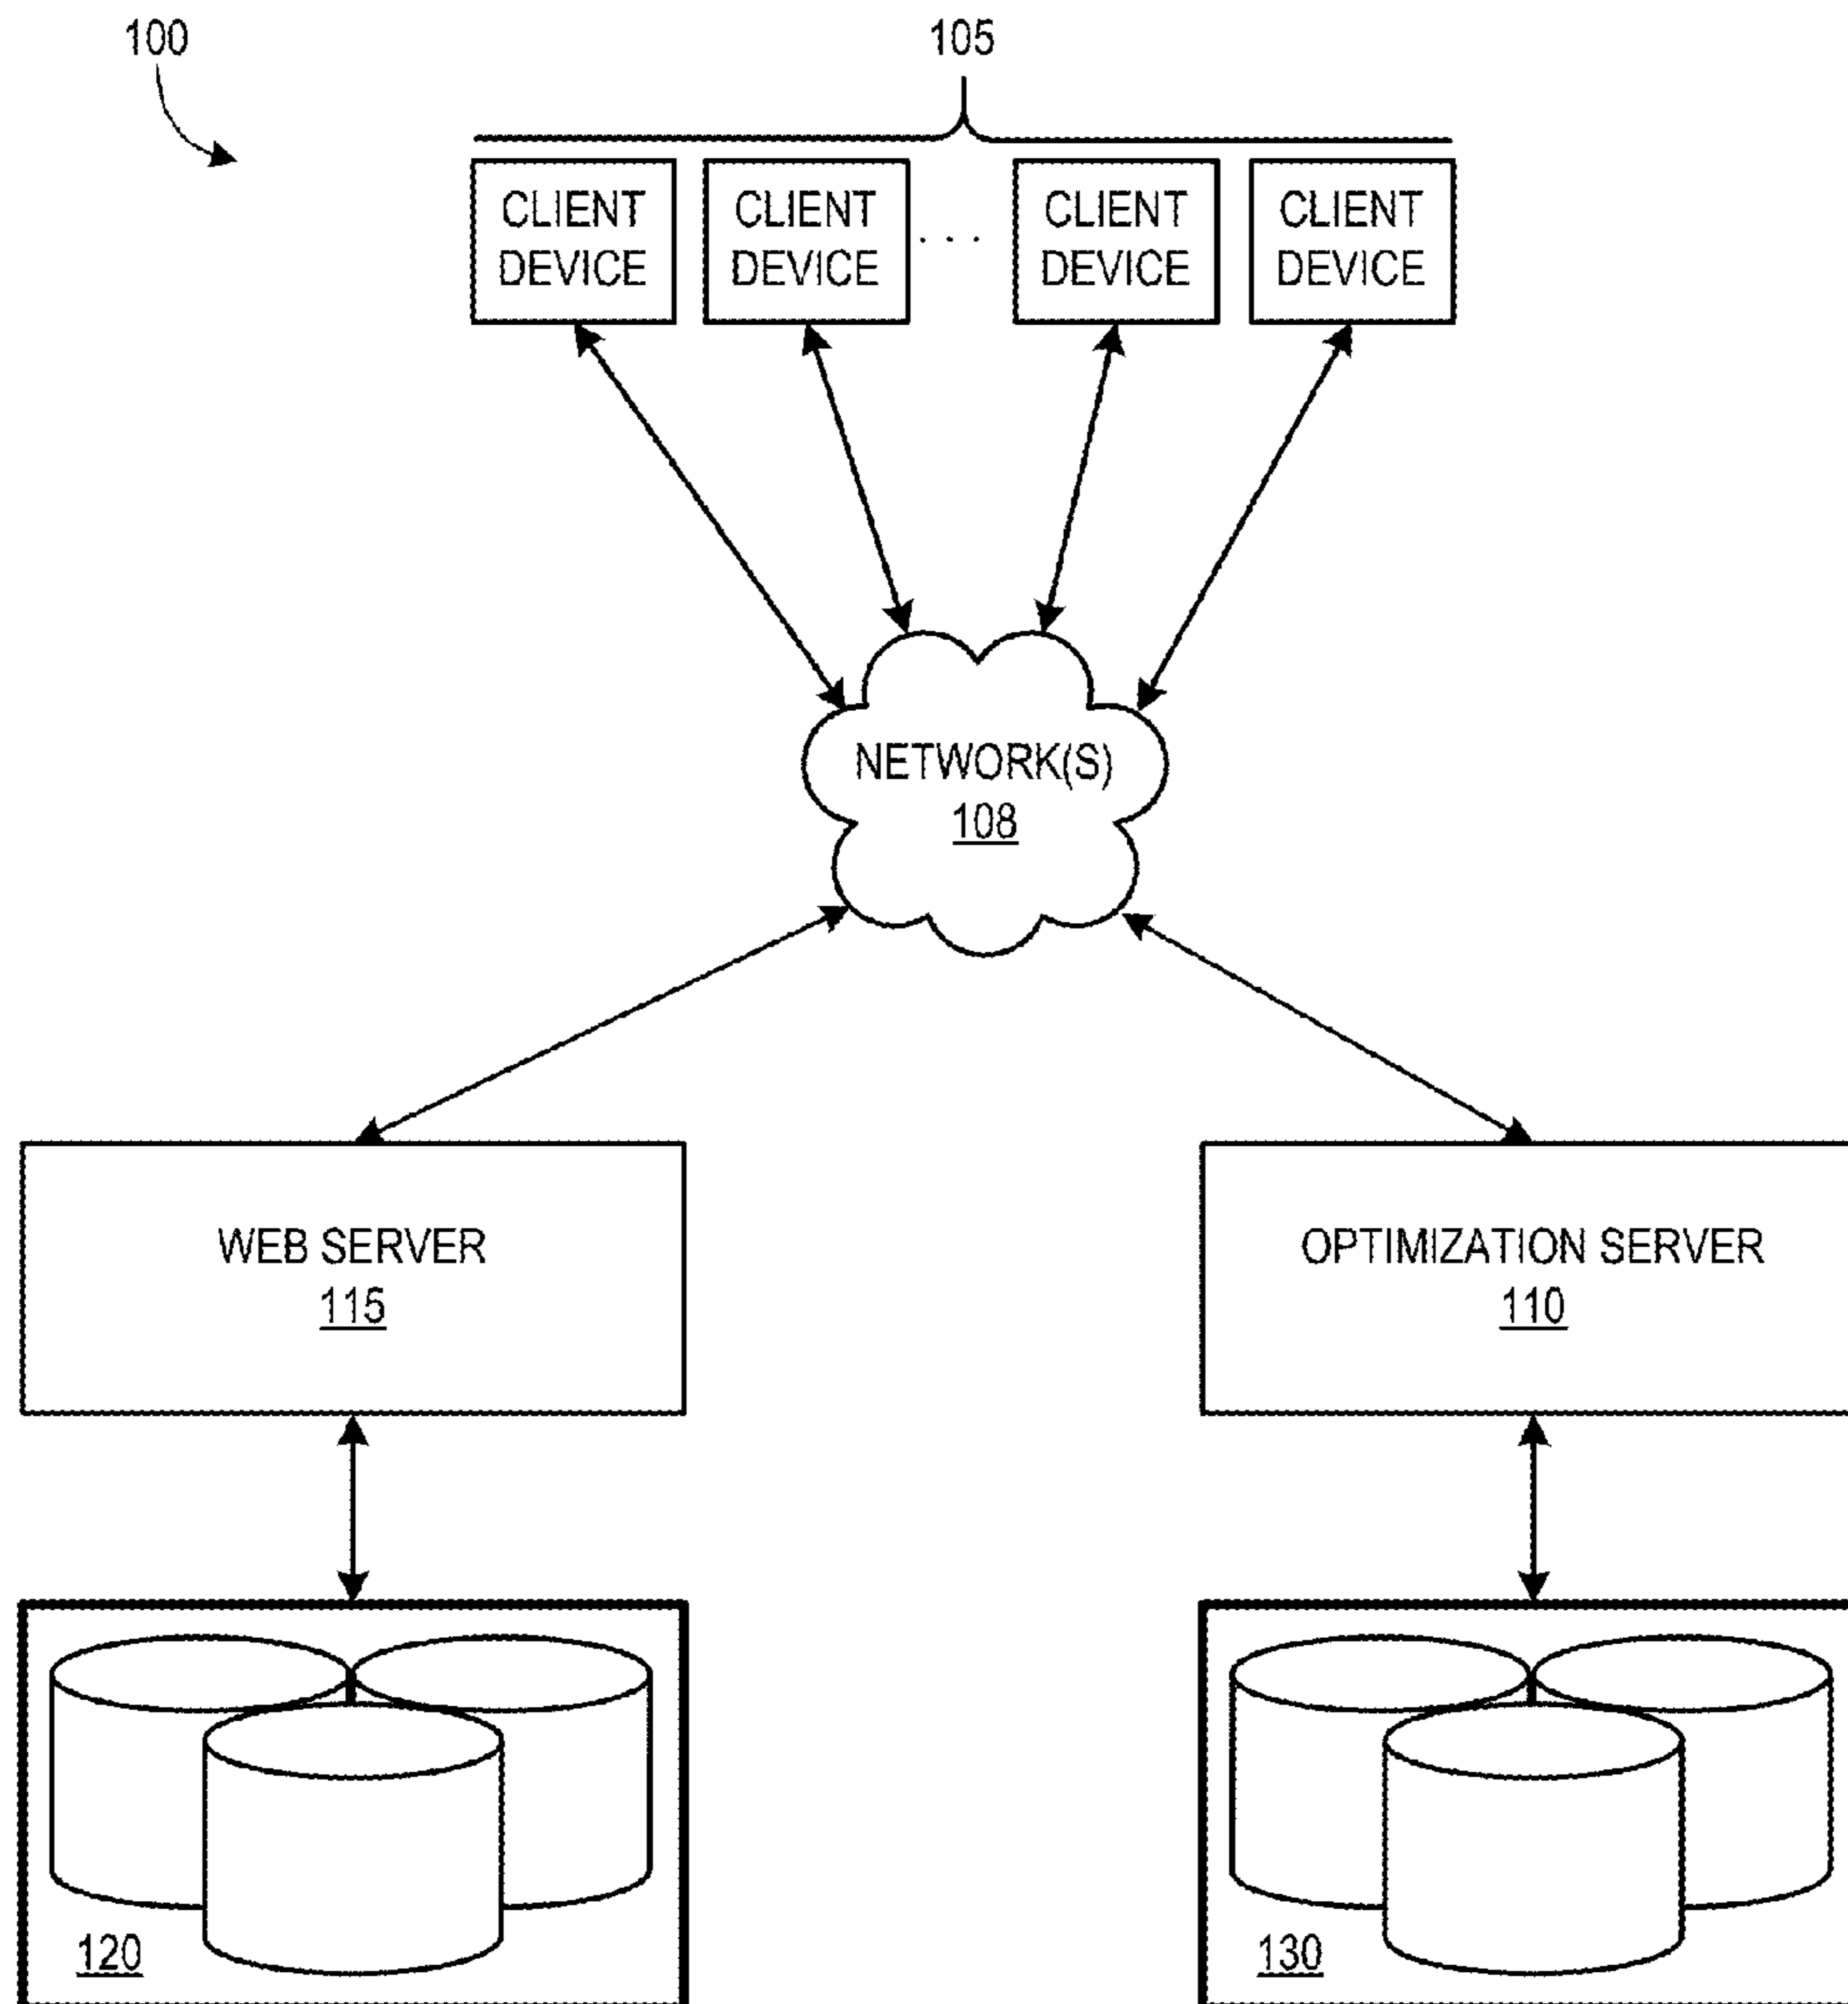 100
105
CLIENT DEVICE
CLIENT DEVICE
. . .
CLIENT DEVICE
CLIENT DEVICE
NETWORK(S)
108
WEB SERVER
115
OPTIMIZATION SERVER
110
120
130